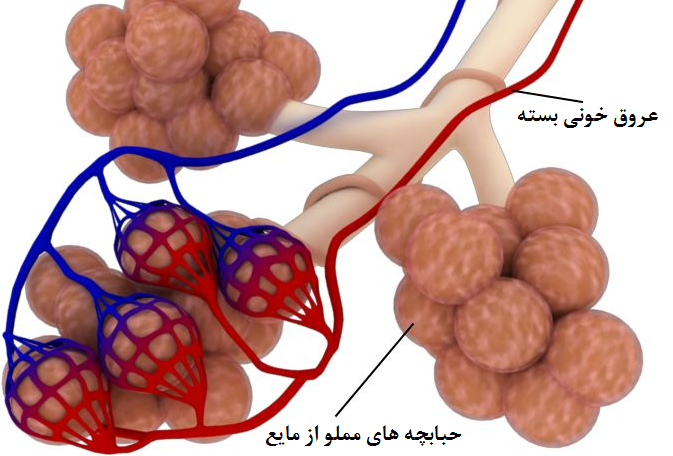 عروق خونی بسته
حبابچه های مملو از مایع